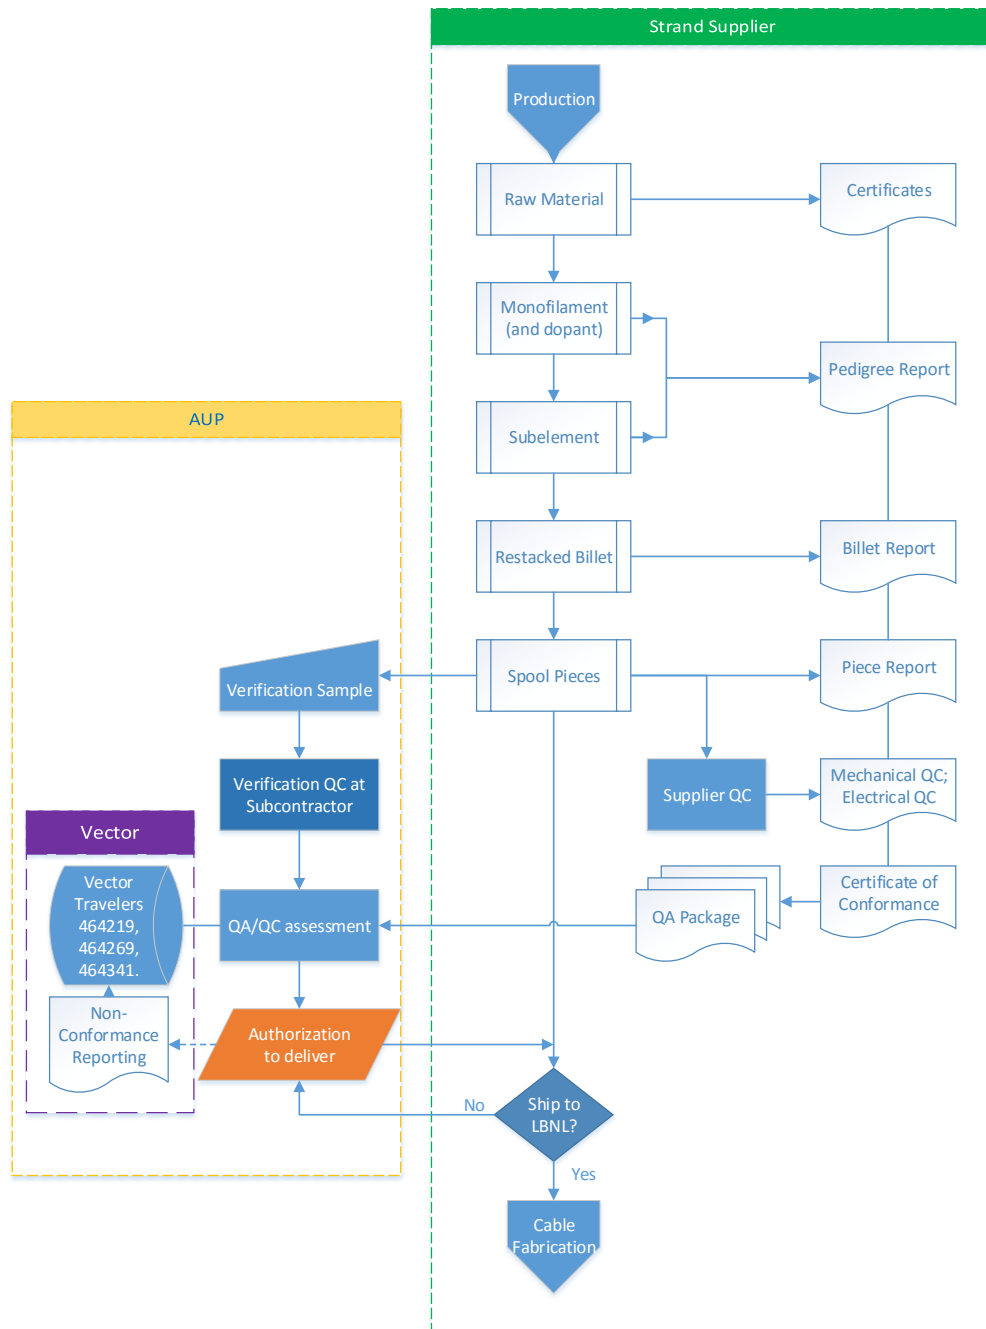 Strand Supplier
Production
Raw Material
Certificates
Monofilament
(and dopant)
Pedigree Report
AUP
Subelement
Restacked Billet
Billet Report
Verification Sample
Spool Pieces
Piece Report
Verification QC at
Subcontractor
Supplier QC
Mechanical QC;
Electrical QC
Vector
Vector
Travelers
464219,
464269,
464341.
QA/QC assessment
QA Package
Certificate of
Conformance
Non-
Conformance
Reporting
Authorization
to deliver
No
Ship to
LBNL?
Yes
Cable
Fabrication